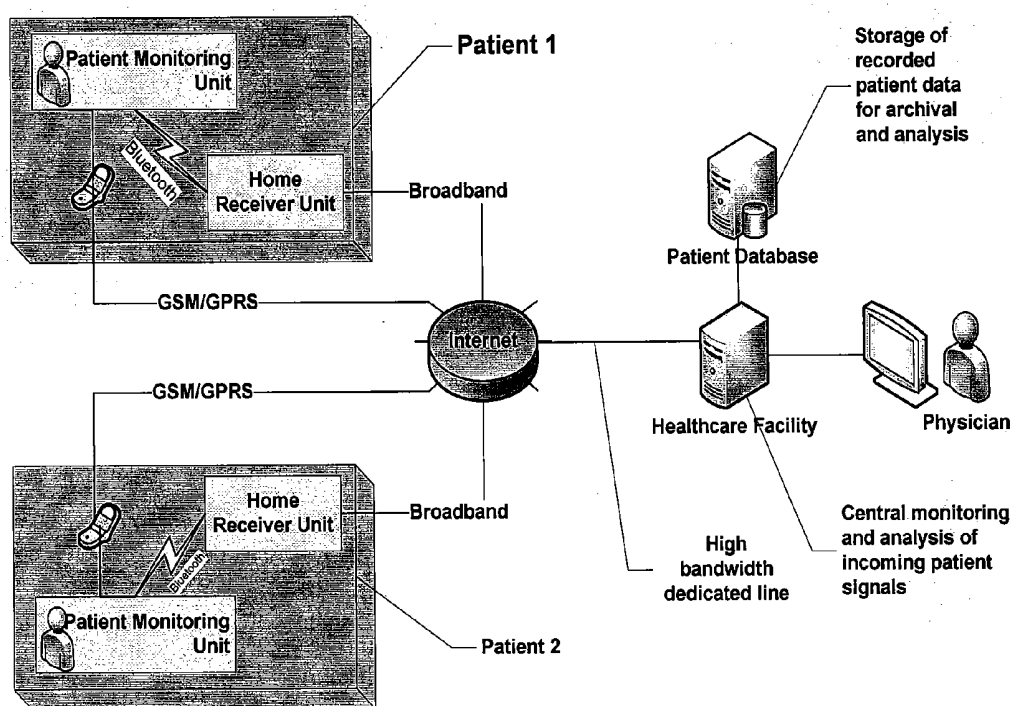 Patient Monitoring
Unit
Bluetooth
Home
Receiver Unit
Patient 1
Broadband
GSM/GPRS
Internet
GSM/GPRS
Broadband
Home
Receiver Unit
Bluetooth
Patient Monitoring
Unit
Patient 2
Storage of
recorded
patient data
for archival
and analysis
Patient Database
Healthcare Facility
Physician
High
bandwidth
dedicated line
Central monitoring
and analysis of
incoming patient
signals